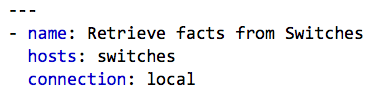 ---
- name: Retrieve facts from Switches
  hosts: switches
  connection: local